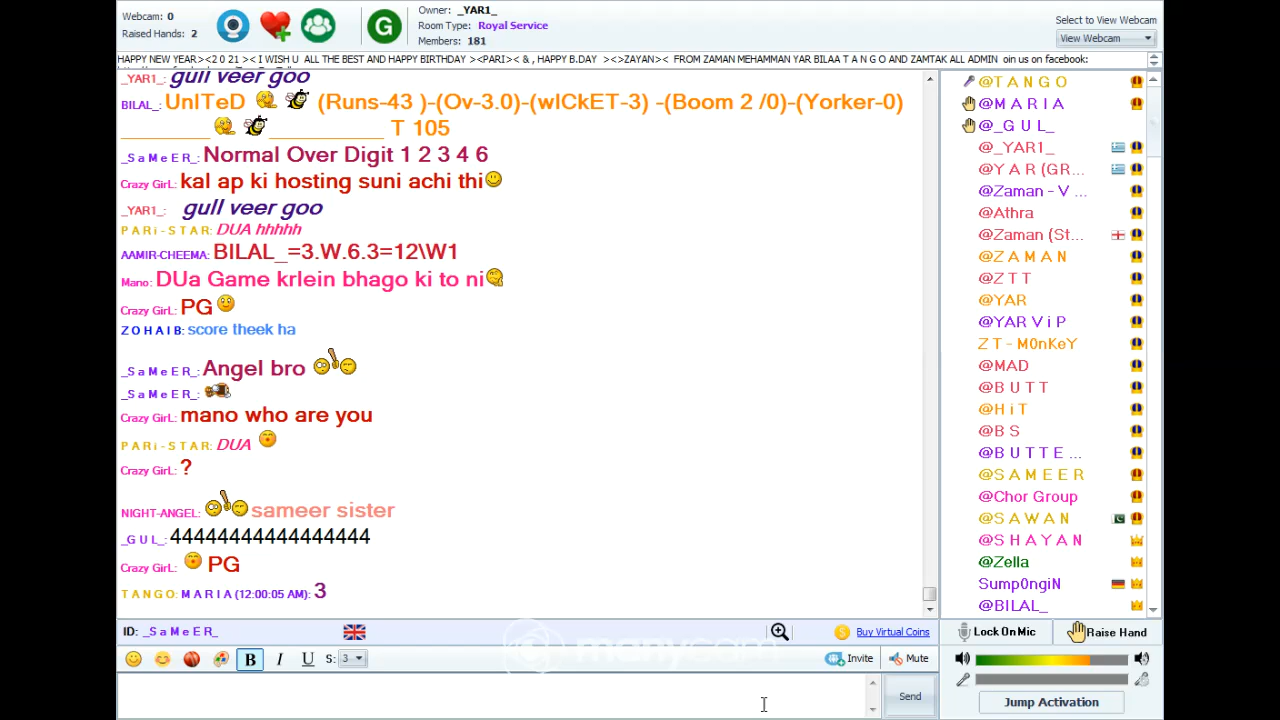 Webcam: 0
Raised Hands: 2
G
Owner: _YAR1_
Room Type: Royal Service
Members: 181
Select to View Webcam
View Webcam
HAPPY NEW YEAR><2 0 21 >< I WISH U ALL THE BEST AND HAPPY BIRTHDAY ><PARI>< & , HAPPY B.DAY <>ZAYAN>< FROM ZAMAN MEHAMMAN YAR BILAA T A N G O AND ZAMTAK ALL ADMIN oin us on facebook:
_YAR1_: gull veer goo
BILAL_: UnITeD (Runs-43 )-(Ov-3.0)-(wICkET-3) -(Boom 2 /0)-(Yorker-0)
_________ ___________ T 105
_S a M e E R_: Normal Over Digit 1 2 3 4 6
Crazy GirL: kal ap ki hosting suni achi thi
_YAR1_: gull veer goo
P A R i - S T A R: DUA hhhhh
AAMIR-CHEEMA: BILAL_=3.W.6.3=12\W1
Mano: DUa Game krlein bhago ki to ni
Crazy GirL: PG
Z O H A I B: score theek ha
_S a M e E R_: Angel bro
_S a M e E R_:
Crazy GirL: mano who are you
P A R i - S T A R: DUA
Crazy GirL: ?
NIGHT-ANGEL: sameer sister
_G U L_: 44444444444444444
Crazy GirL: PG
T A N G O: M A R I A (12:00:05 AM): 3
@T A N G O
@M A R I A
@_G U L_
@_YAR1_
@Y A R (GR...
@Zaman - V ...
@Athra
@Zaman (St...
@Z A M A N
@Z T T
@YAR
@YAR V i P
Z T - M0nKeY
@MAD
@B U T T
@H i T
@B S
@B U T T E ...
@S A M E E R
@Chor Group
@S A W A N
@S H A Y A N
@Zella
Sump0ngiN
@BILAL_
ID: _S a M e E R_
Buy Virtual Coins
Lock On Mic
Raise Hand
B I U S: 3
manycam
Invite
Mute
Send
Jump Activation